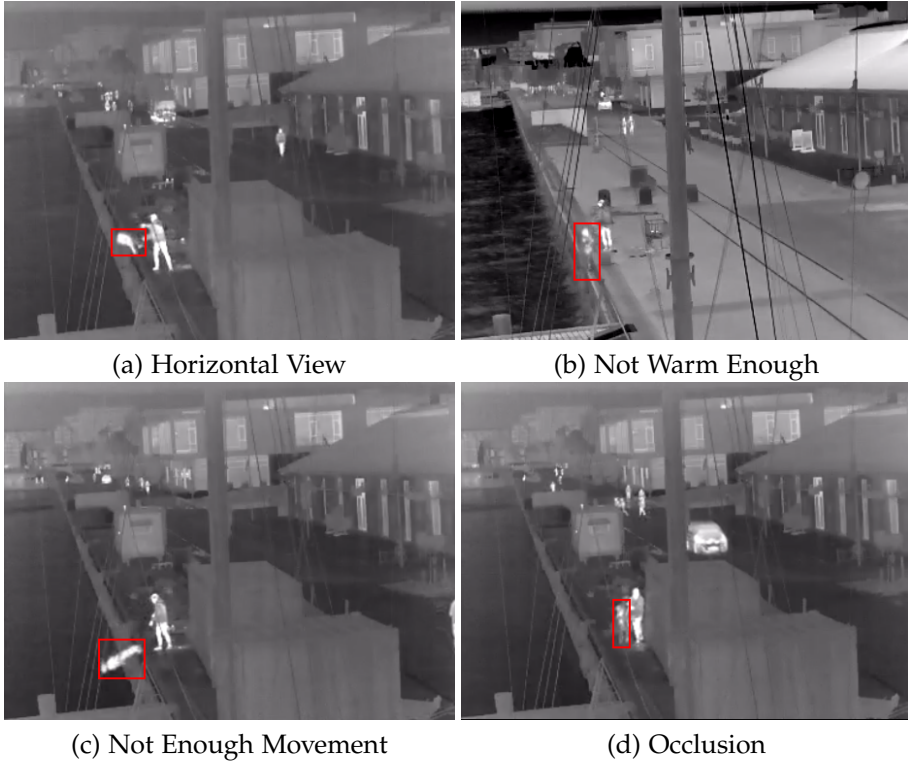 (a) Horizontal View
(b) Not Warm Enough
(c) Not Enough Movement
(d) Occlusion